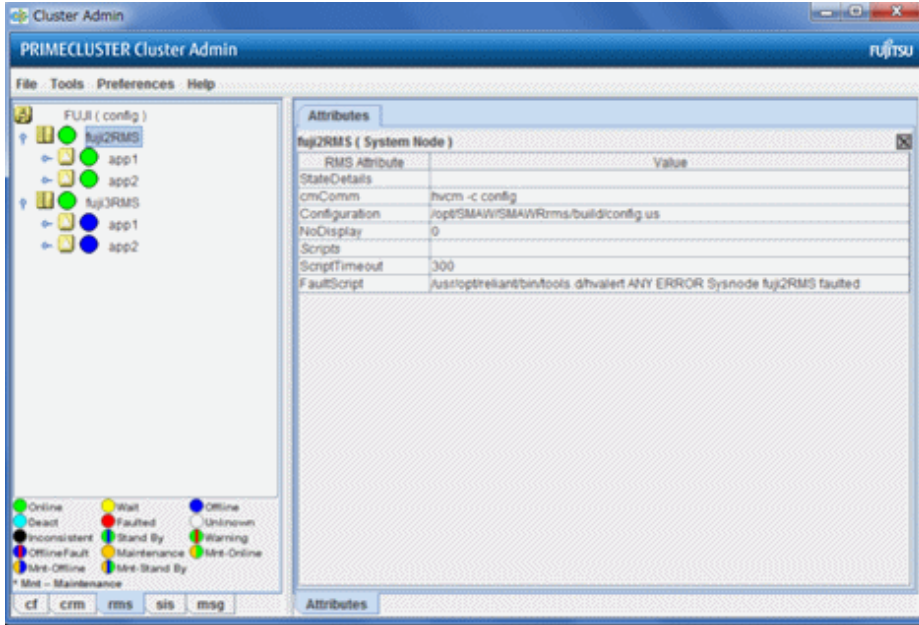 Cluster Admin
PRIMECLUSTER Cluster Admin
FUJITSU
File Tools Preferences Help
FUJI ( config )
fuji2RMS
app1
app2
fuji3RMS
app1
app2
Online Wait Offline
Deact Faulted Unknown
Inconsistent Stand By Warning
OfflineFault Maintenance Mnt-Online
Mnt-Offline Mnt-Stand By
* Mnt – Maintenance
cf crm rms sis msg
Attributes
fuji2RMS ( System Node )
RMS Attribute Value
StateDetails
cmComm hvcm -c config
Configuration /opt/SMAW/SMAWRrms/build/config.us
NoDisplay 0
Scripts
ScriptTimeout 300
FaultScript /usr/opt/reliant/bin/tools.d/hvalert ANY ERROR Sysnode fuji2RMS faulted
Attributes